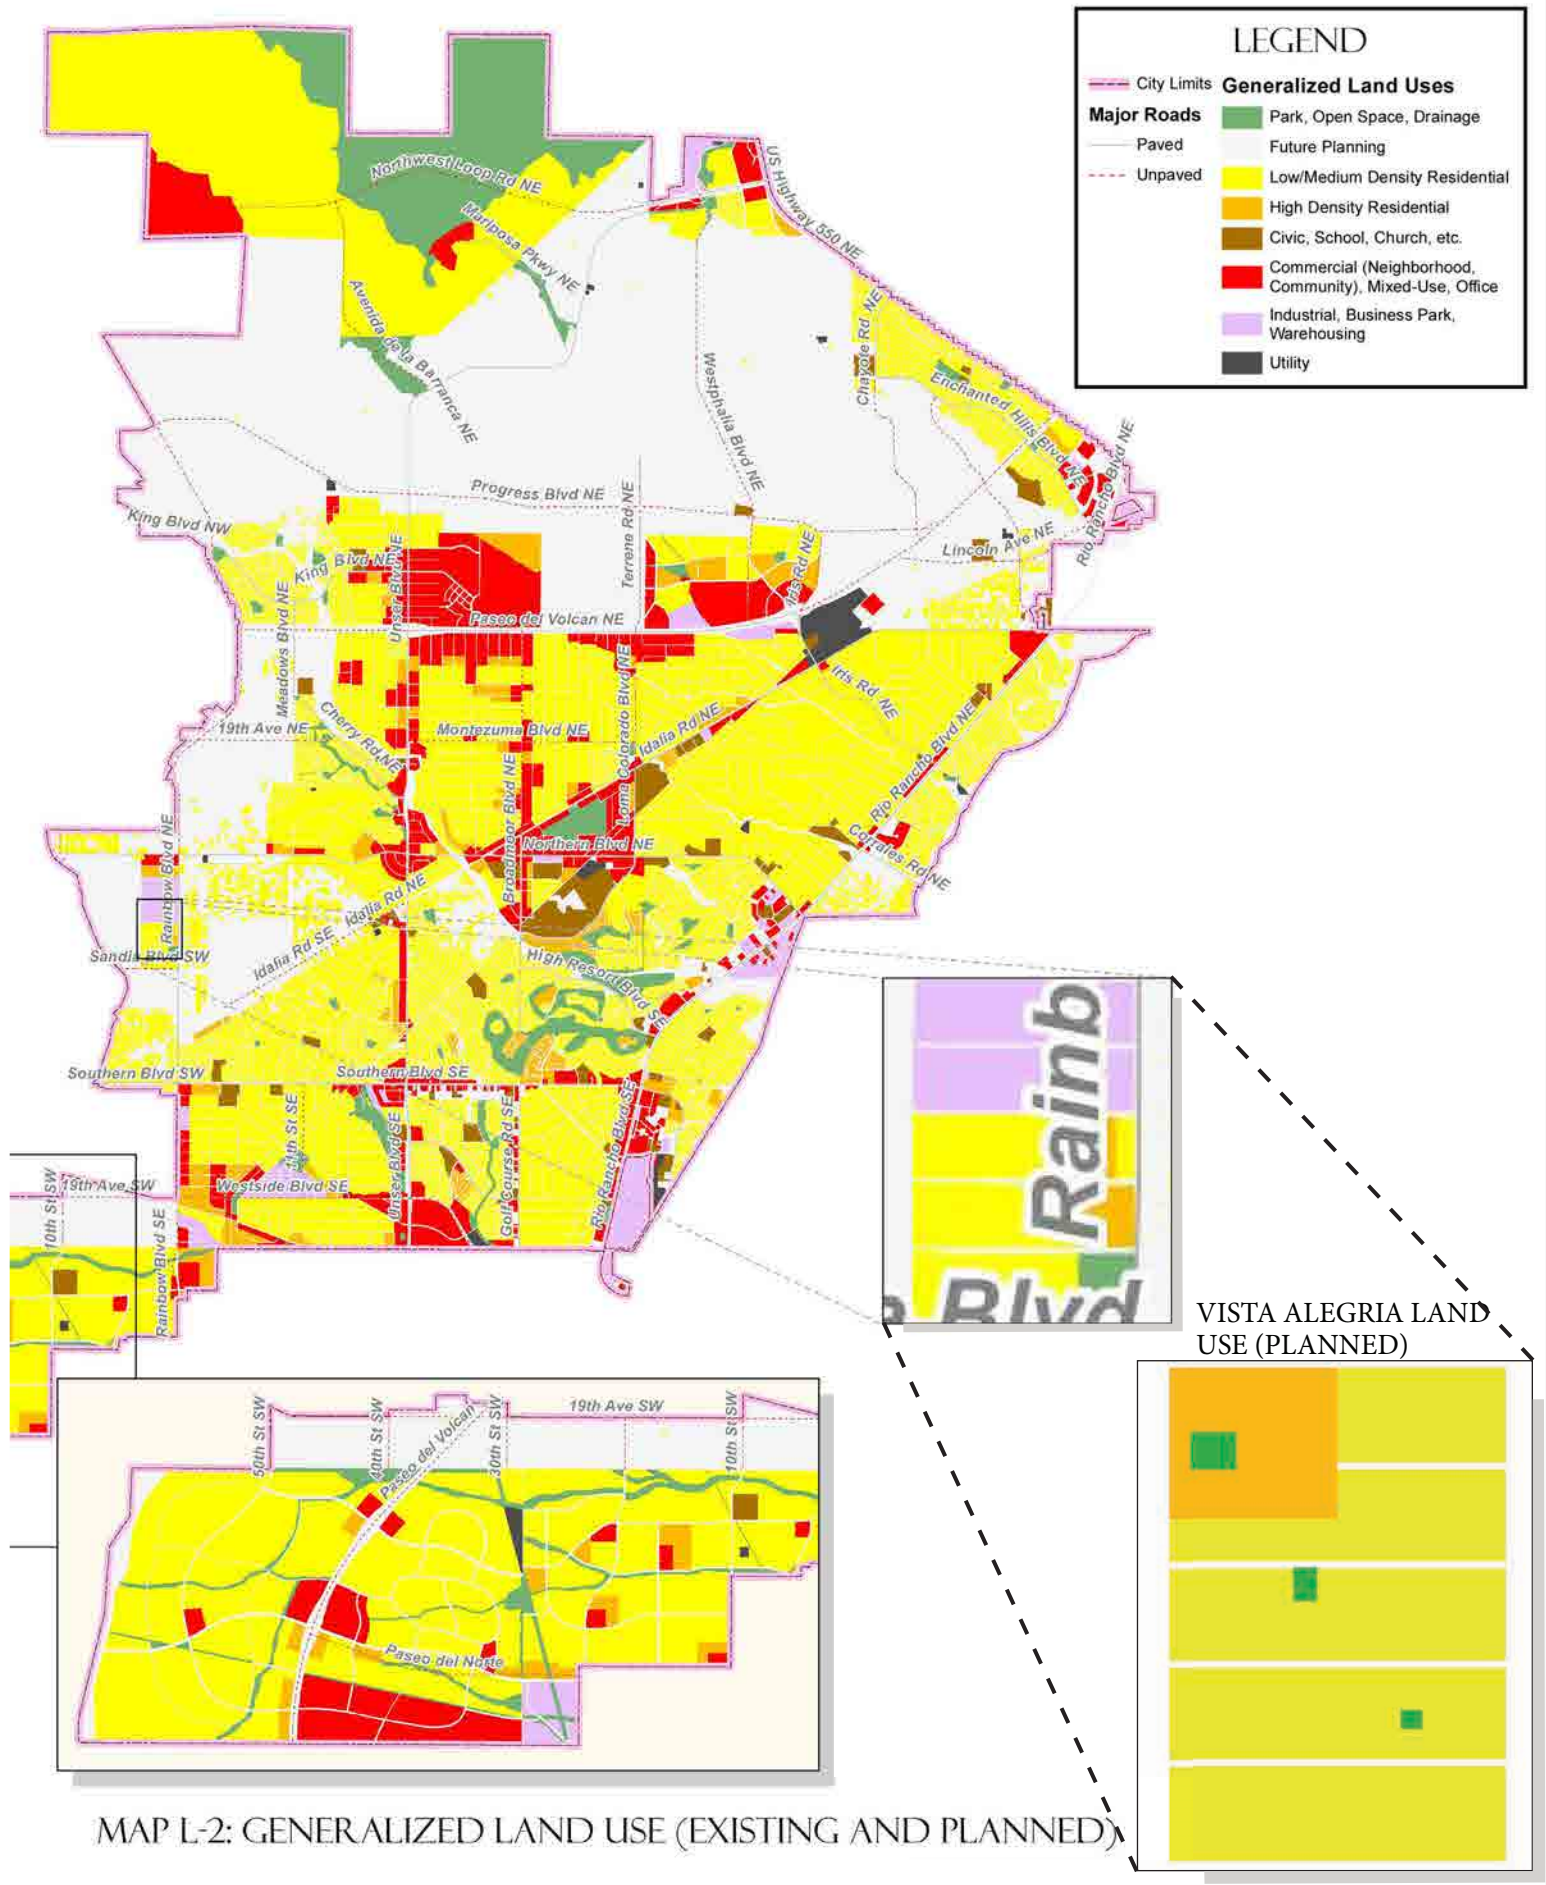 LEGEND
City Limits
Generalized Land Uses
Major Roads
Park, Open Space, Drainage
Paved
Future Planning
Unpaved
Low/Medium Density Residential
High Density Residential
Civic, School, Church, etc.
Commercial (Neighborhood,
Community), Mixed-Use, Office
Industrial, Business Park,
Warehousing
Utility
Northwest Loop Rd NE
US Highway 550 NE
Mariposa Pkwy NE
Avenida de la Barranca NE
Chayote Rd NE
Westphalia Blvd NE
Enchanted Hills Blvd NE
Rio Rancho Blvd NE
Progress Blvd NE
King Blvd NW
Terrene Rd NE
Lincoln Ave NE
King Blvd NE
Unser Blvd NE
Iris Rd NE
Paseo del Volcan NE
Meadows Blvd NE
Iris Rd NE
Loma Colorado Blvd NE
19th Ave NE
Cherry Rd NE
Montezuma Blvd NE
Idalia Rd NE
Rio Rancho Blvd NE
Broadmoor Blvd NE
Rainbow Blvd NE
Northern Blvd NE
Corrales Rd NE
Idalia Rd NE
Idalia Rd SE
Sandia Blvd SW
High Resort Blvd SE
Southern Blvd SW
Southern Blvd SE
11th St SE
Unser Blvd SE
Golf Course Rd SE
Rio Rancho Blvd SE
Westside Blvd SE
19th Ave SW
10th St SW
Rainbow Blvd SE
Rainb
Blvd
VISTA ALEGRIA LAND
USE (PLANNED)
50th St SW
40th St SW
Paseo del Volcan
30th St SW
19th Ave SW
10th St SW
Paseo del Norte
MAP L-2: GENERALIZED LAND USE (EXISTING AND PLANNED)